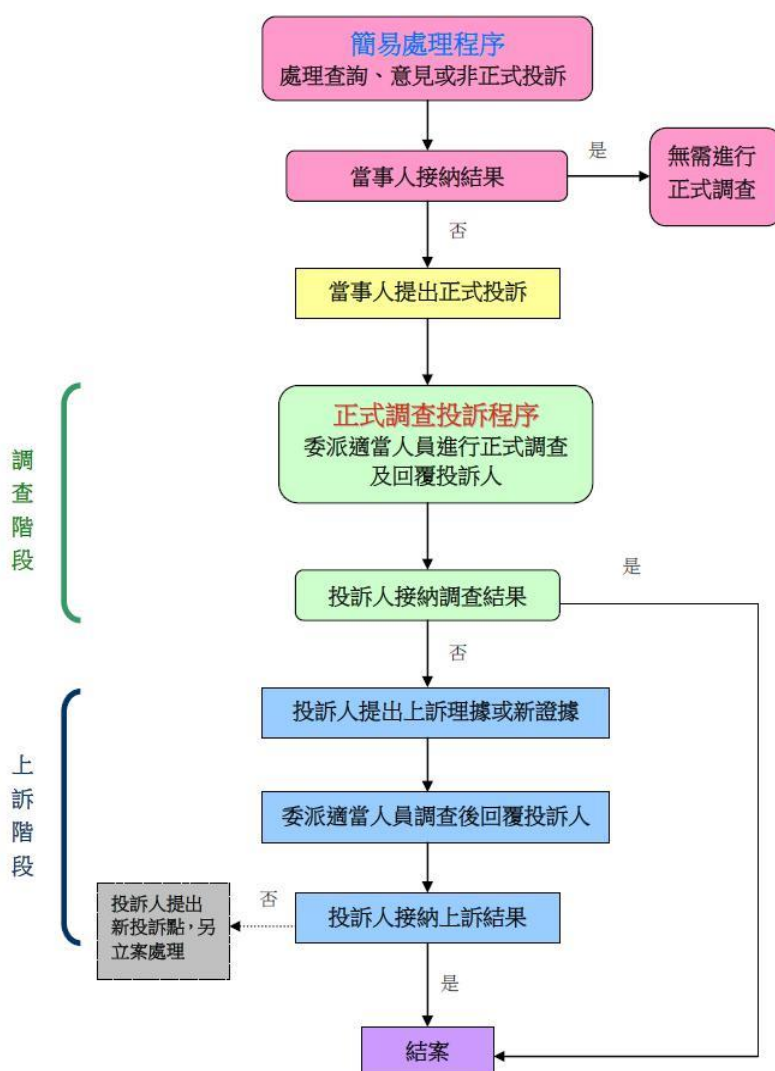 簡易處理程序
處理查詢、意見或非正式投訴
當事人接納結果
是
無需進行
正式調查
否
當事人提出正式投訴
調查階段
正式調查投訴程序
委派適當人員進行正式調查
及回覆投訴人
投訴人接納調查結果
是
否
上訴階段
投訴人提出上訴理據或新證據
委派適當人員調查後回覆投訴人
投訴人接納上訴結果
否
投訴人提出
新投訴點，另
立案處理
是
結案